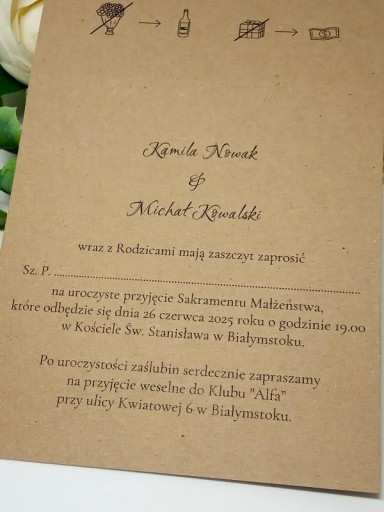 Kamila Nowak
&
Michał Kowalski
wraz z Rodzicami mają zaszczyt zaprosić
Sz. P. ................................................................................
na uroczyste przyjęcie Sakramentu Małżeństwa,
które odbędzie się dnia 26 czerwca 2025 roku o godzinie 19.00
w Kościele Św. Stanisława w Białymstoku.
Po uroczystości zaślubin serdecznie zapraszamy
na przyjęcie weselne do Klubu "Alfa"
przy ulicy Kwiatowej 6 w Białymstoku.